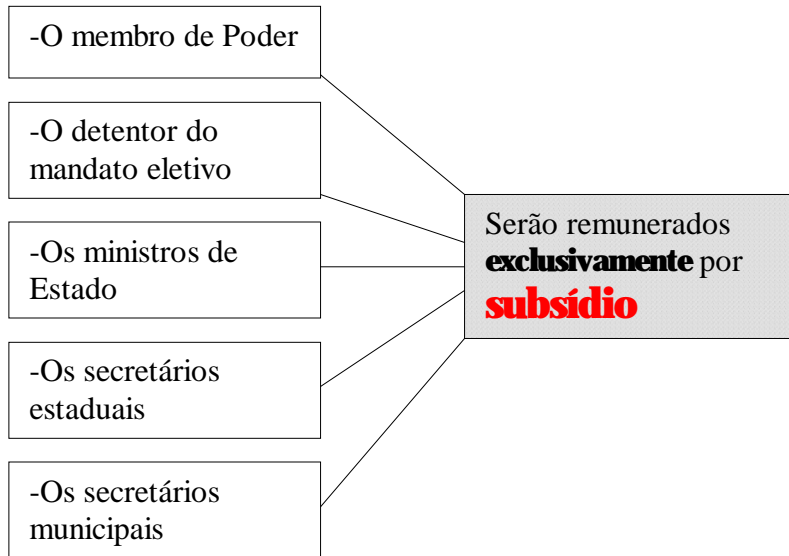 -O membro de Poder
-O detentor do
mandato eletivo
-Os ministros de
Estado
-Os secretários
estaduais
-Os secretários
municipais
Serão remunerados
exclusivamente por
subsídio